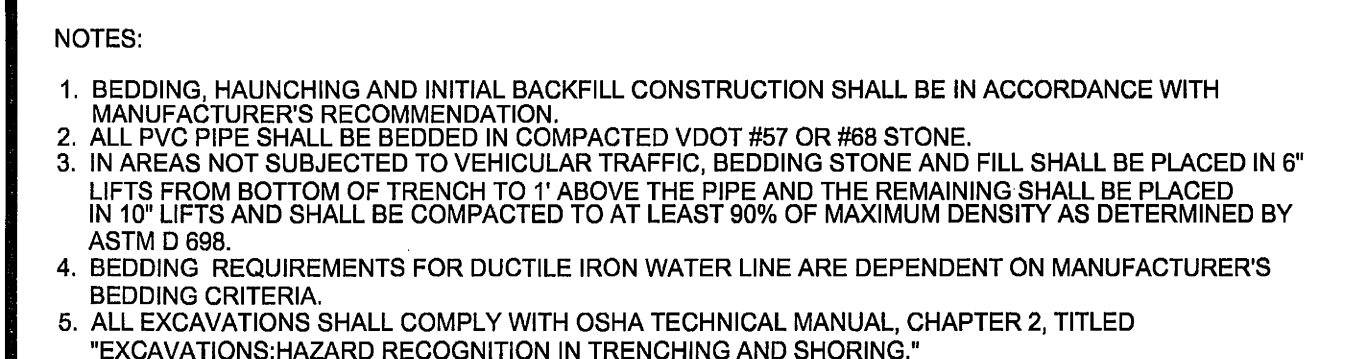 NOTES:
1. BEDDING, HAUNCHING AND INITIAL BACKFILL CONSTRUCTION SHALL BE IN ACCORDANCE WITH
MANUFACTURER'S RECOMMENDATION.
2. ALL PVC PIPE SHALL BE BEDDED IN COMPACTED VDOT #57 OR #68 STONE.
3. IN AREAS NOT SUBJECTED TO VEHICULAR TRAFFIC, BEDDING STONE AND FILL SHALL BE PLACED IN 6"
LIFTS FROM BOTTOM OF TRENCH TO 1' ABOVE THE PIPE AND THE REMAINING SHALL BE PLACED
IN 10" LIFTS AND SHALL BE COMPACTED TO AT LEAST 90% OF MAXIMUM DENSITY AS DETERMINED BY
ASTM D 698.
4. BEDDING REQUIREMENTS FOR DUCTILE IRON WATER LINE ARE DEPENDENT ON MANUFACTURER'S
BEDDING CRITERIA.
5. ALL EXCAVATIONS SHALL COMPLY WITH OSHA TECHNICAL MANUAL, CHAPTER 2, TITLED
"EXCAVATIONS:HAZARD RECOGNITION IN TRENCHING AND SHORING."